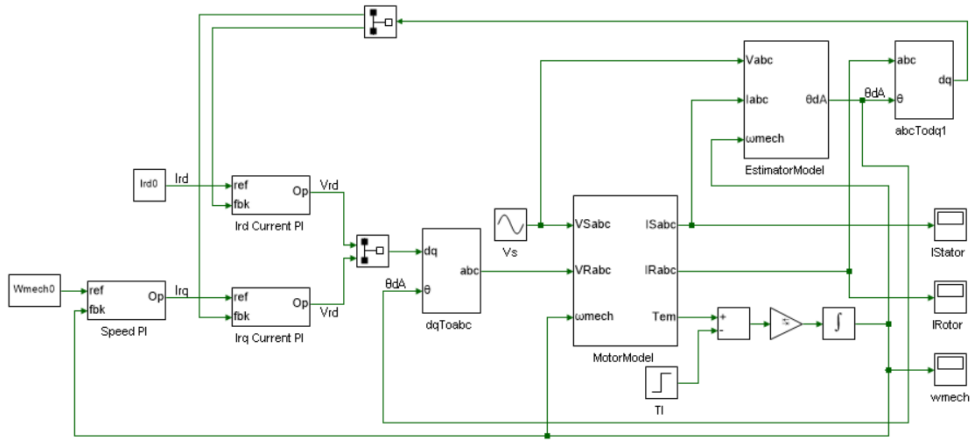 Vabc
Iabc
ωmech
θdA
EstimatorModel
θdA
abc
θ
dq
abcTodq1
Ird0
Ird
ref
fbk
Op
Vrd
Ird Current PI
Vs
VSabc
VRabc
ωmech
ISabc
IRabc
Tem
MotorModel
IStator
Wmech0
ref
fbk
Op
Speed PI
Irq
ref
fbk
Op
Vrd
Irq Current PI
θdA
dq
θ
abc
dqToabc
+
-
∫
IRotor
Tl
wmech